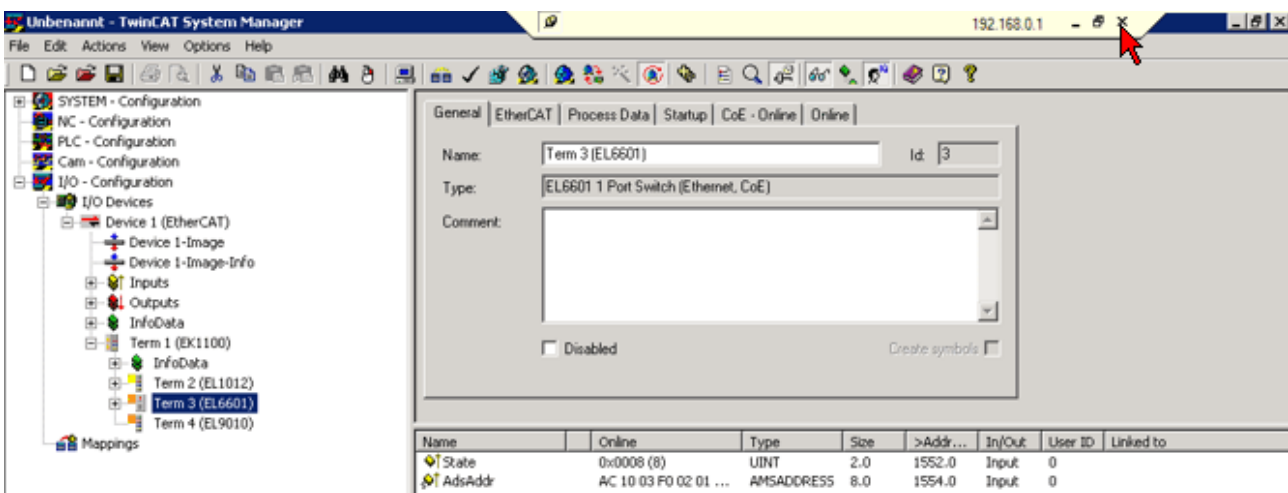 Unbenannt - TwinCAT System Manager
192.168.0.1
File Edit Actions View Options Help
SYSTEM - Configuration
NC - Configuration
PLC - Configuration
Cam - Configuration
I/O - Configuration
I/O Devices
Device 1 (EtherCAT)
Device 1-Image
Device 1-Image-Info
Inputs
Outputs
InfoData
Term 1 (EK1100)
InfoData
Term 2 (EL1012)
Term 3 (EL6601)
Term 4 (EL9010)
Mappings
General EtherCAT Process Data Startup CoE - Online Online
Name: Term 3 (EL6601) Id: 3
Type: EL6601 1 Port Switch (Ethernet, CoE)
Comment:
Disabled Create symbols
Name Online Type Size >Addr... In/Out User ID Linked to
State 0x0008 (8) UINT 2.0 1552.0 Input 0
AdsAddr AC 10 03 F0 02 01 ... AMSADDRESS 8.0 1554.0 Input 0